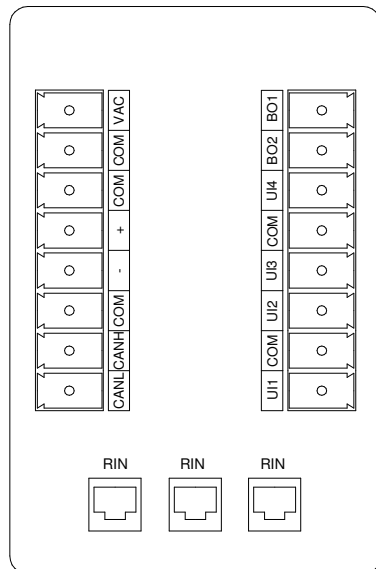 VAC
COM
COM
+
-
COM
CANH
CANL
BO1
BO2
UI4
COM
UI3
UI2
COM
UI1
RIN RIN RIN